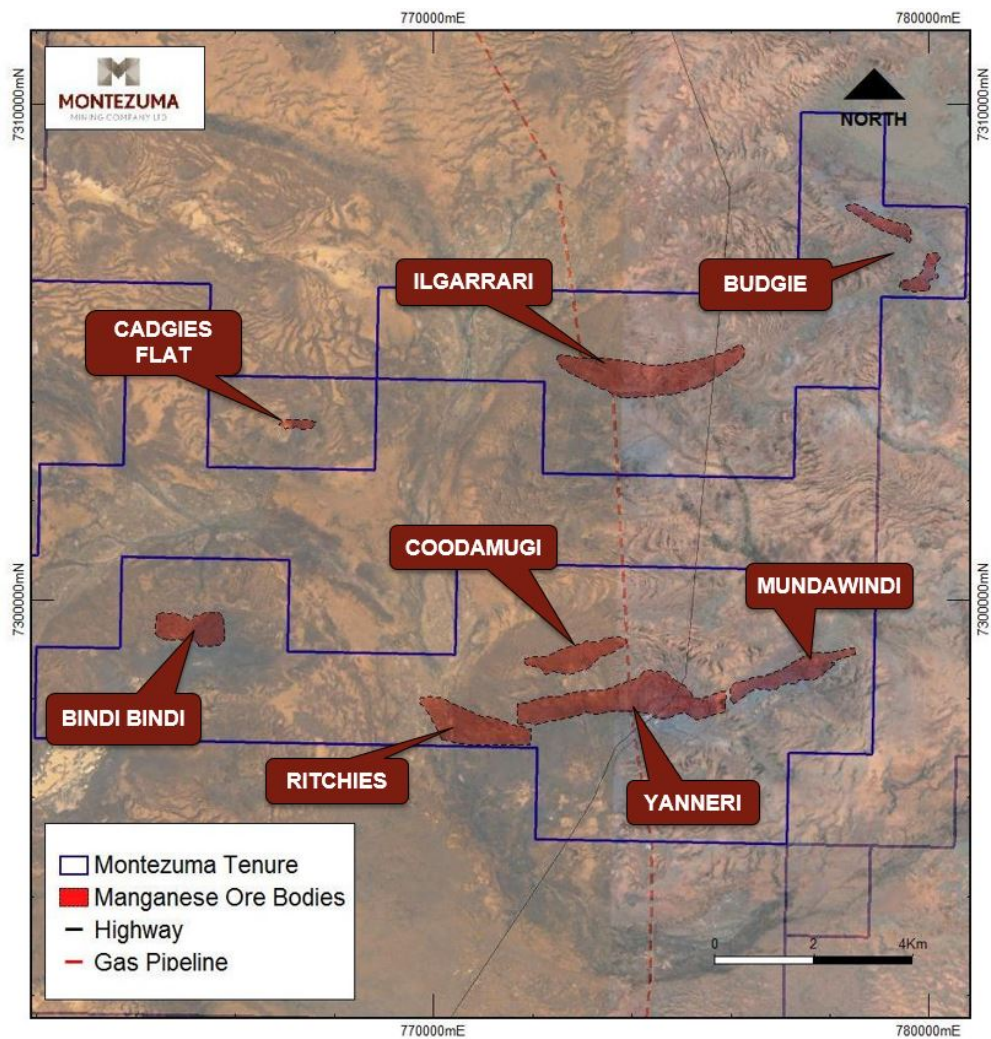 770000mE
780000mE
MONTEZUMA
MINING COMPANY LTD
7310000mN
7310000mN
NORTH
ILGARRARI
BUDGIE
CADGIES
FLAT
COODAMUGI
MUNDAWINDI
7300000mN
7300000mN
BINDI BINDI
RITCHIES
YANNERI
Montezuma Tenure
Manganese Ore Bodies
Highway
Gas Pipeline
0 2 4Km
770000mE
780000mE